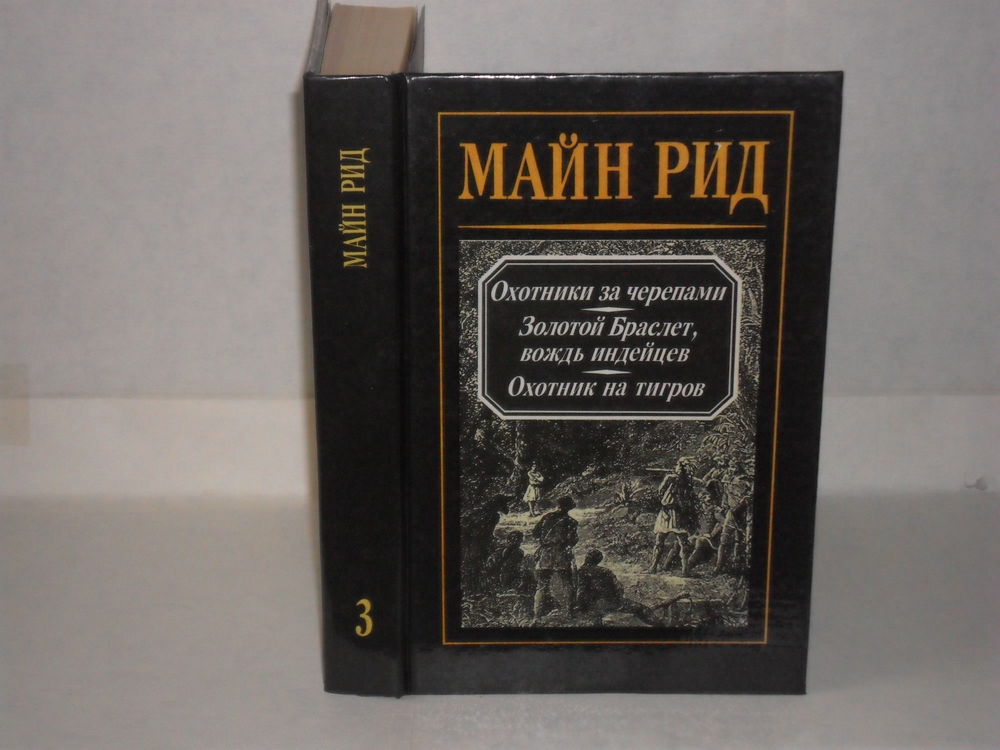 МАЙН РИД
3
МАЙН РИД
Охотники за черепами
Золотой Браслет,
вождь индейцев
Охотник на тигров